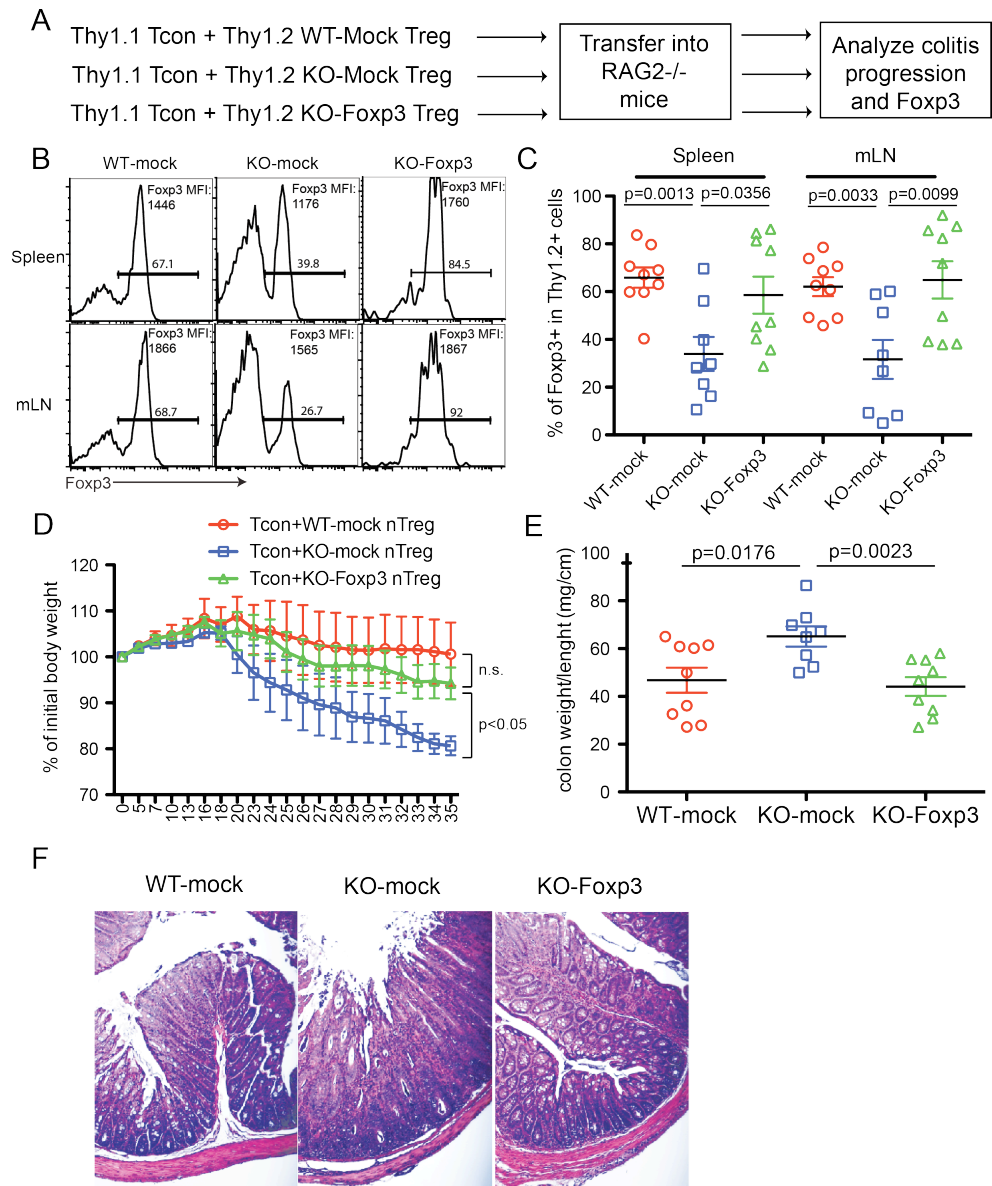 A
Thy1.1 Tcon + Thy1.2 WT-Mock Treg
Thy1.1 Tcon + Thy1.2 KO-Mock Treg
Thy1.1 Tcon + Thy1.2 KO-Foxp3 Treg
Transfer into
RAG2-/-
mice
Analyze colitis
progression
and Foxp3
B
WT-mock
KO-mock
KO-Foxp3
Spleen
Foxp3 MFI:
1446
67.1
Foxp3 MFI:
1176
39.8
Foxp3 MFI:
1760
84.5
mLN
Foxp3 MFI:
1866
68.7
Foxp3 MFI:
1565
26.7
Foxp3 MFI:
1867
92
Foxp3
C
Spleen
mLN
p=0.0013
p=0.0356
p=0.0033
p=0.0099
% of Foxp3+ in Thy1.2+ cells
100
80
60
40
20
0
WT-mock
KO-mock
KO-Foxp3
WT-mock
KO-mock
KO-Foxp3
D
Tcon+WT-mock nTreg
Tcon+KO-mock nTreg
Tcon+KO-Foxp3 nTreg
% of initial body weight
120
110
100
90
80
70
n.s.
p<0.05
0 5 7 10 13 16 18 20 23 24 25 26 27 28 29 30 31 32 33 34 35
E
p=0.0176
p=0.0023
colon weight/lenght (mg/cm)
100
80
60
40
20
0
WT-mock
KO-mock
KO-Foxp3
F
WT-mock
KO-mock
KO-Foxp3